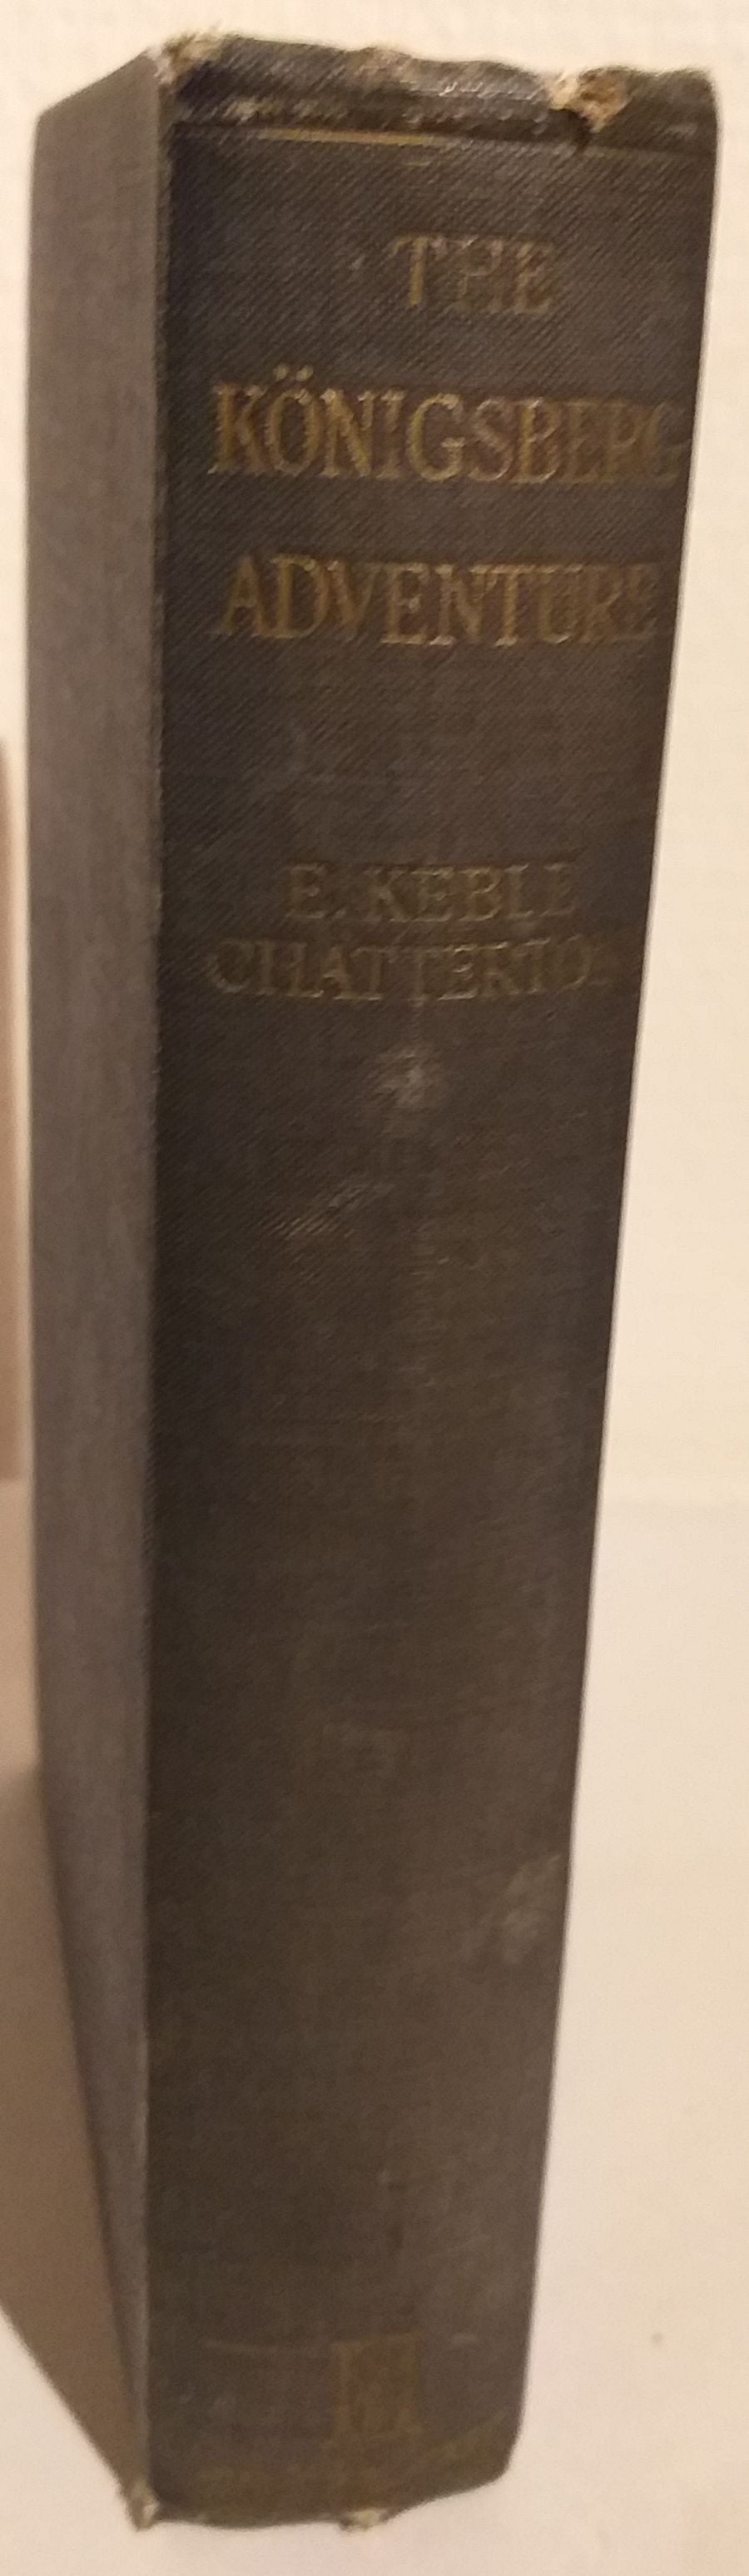 THE
KÖNIGSBERG
ADVENTURE
E. KEBLE
CHATTERTON